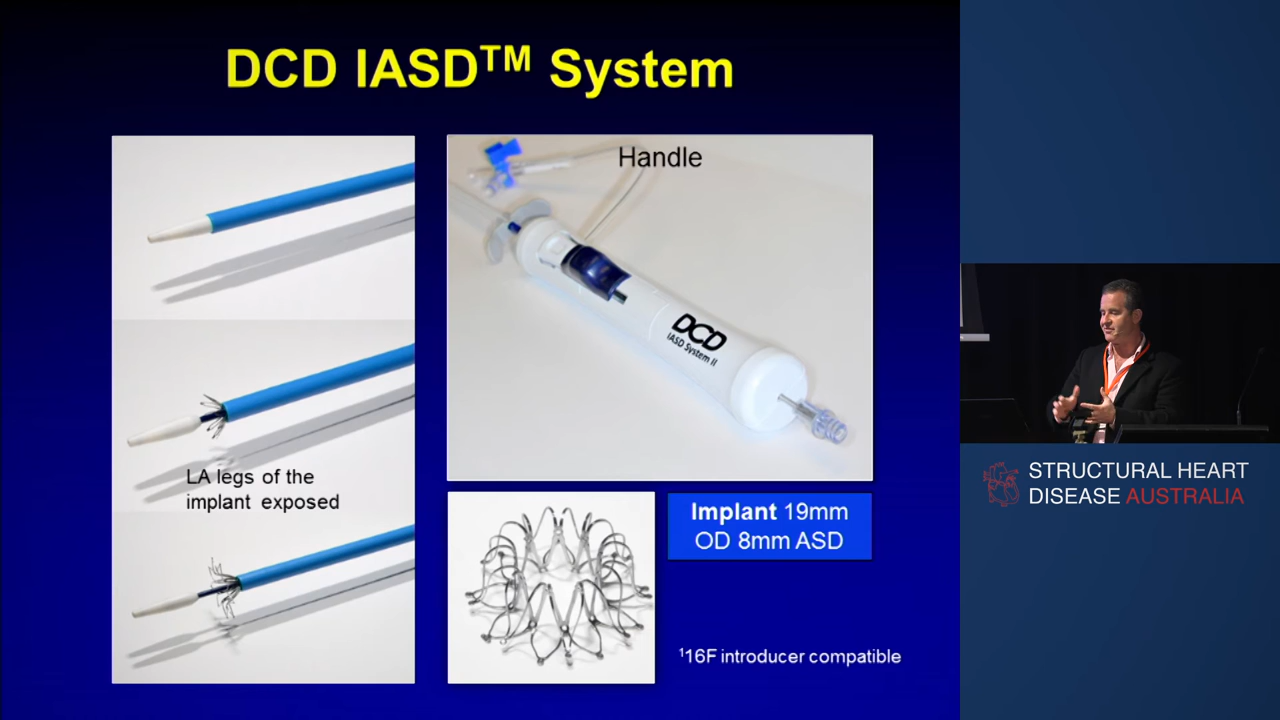 DCD IASD™ System
Handle
DCD
IASD System II
LA legs of the
implant exposed
Implant 19mm
OD 8mm ASD
¹16F introducer compatible
STRUCTURAL HEART
DISEASE AUSTRALIA